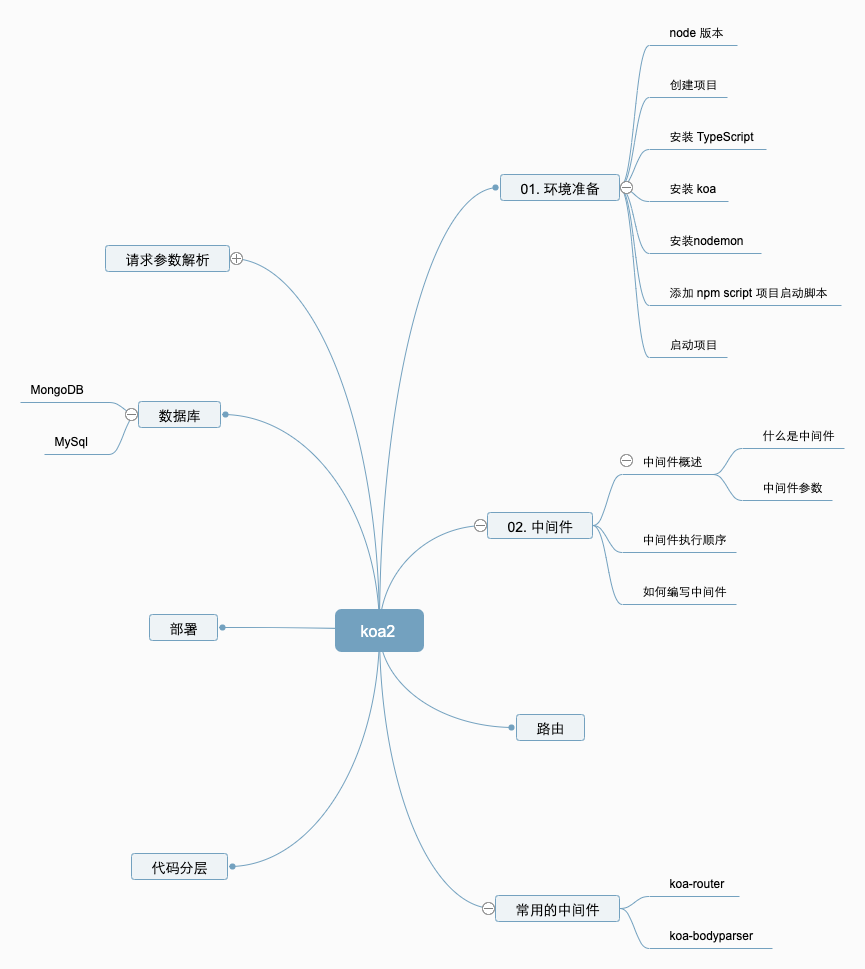 koa2
01. 环境准备
node 版本
创建项目
安装 TypeScript
安装 koa
安装nodemon
添加 npm script 项目启动脚本
启动项目
02. 中间件
中间件概述
什么是中间件
中间件参数
中间件执行顺序
如何编写中间件
路由
常用的中间件
koa-router
koa-bodyparser
请求参数解析
数据库
MongoDB
MySql
部署
代码分层